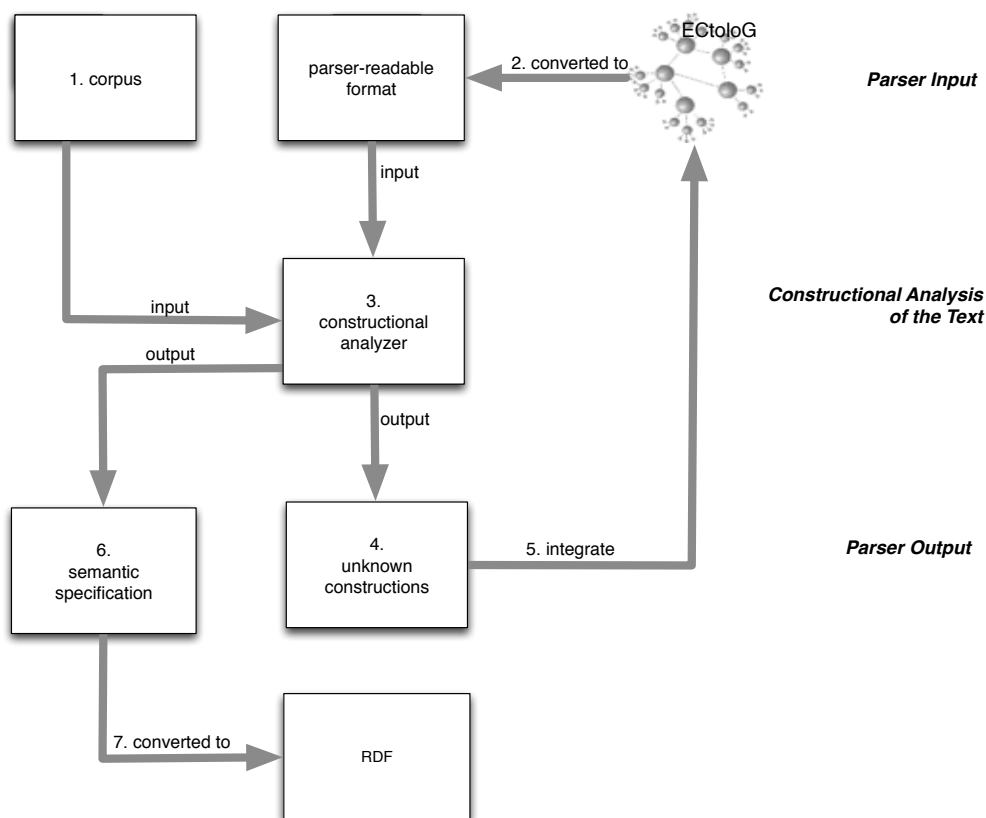 ECtoloG
1. corpus
parser-readable
format
2. converted to
Parser Input
input
3.
constructional
analyzer
Constructional Analysis
of the Text
input
output
output
6.
semantic
specification
4.
unknown
constructions
5. integrate
Parser Output
7. converted to
RDF